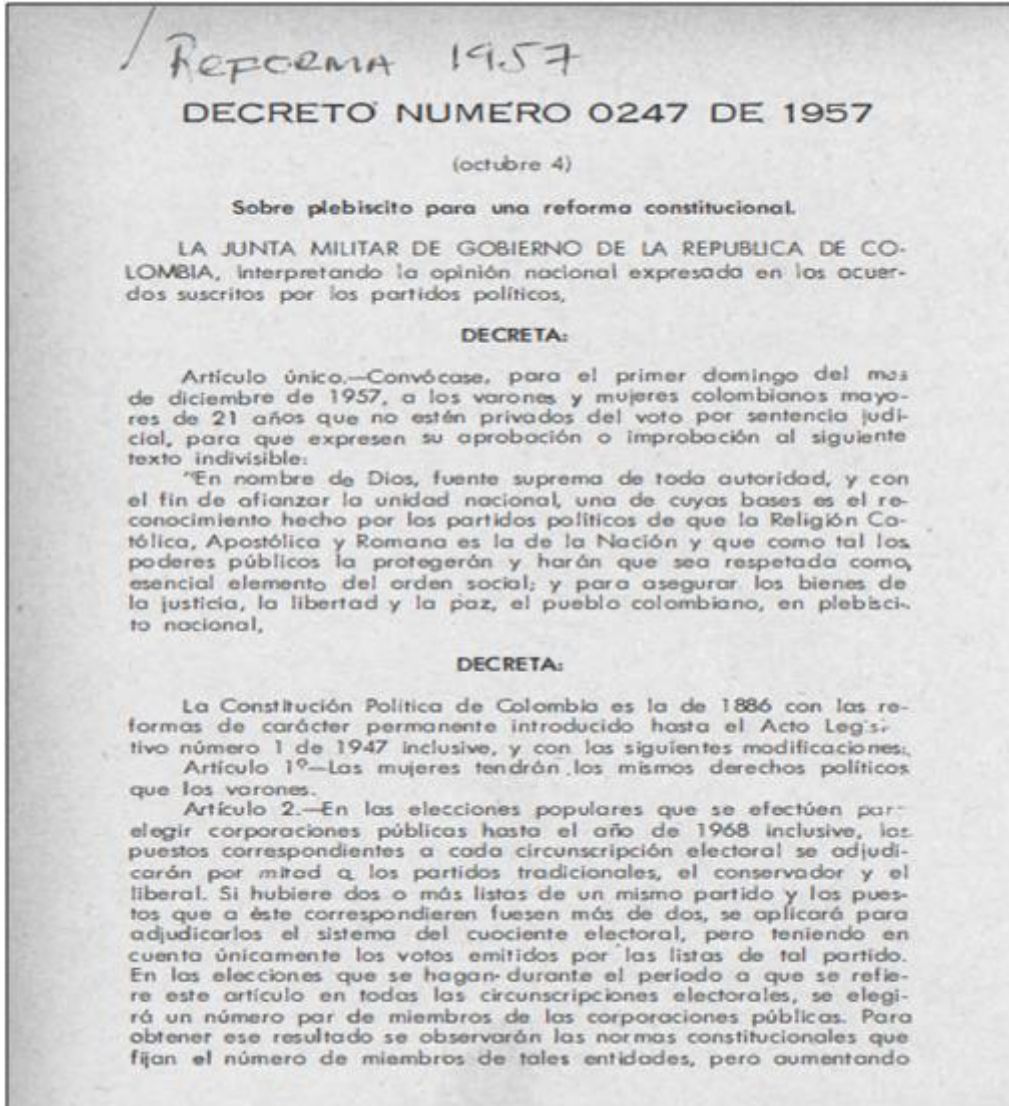 REFORMA 1957
DECRETO NUMERO 0247 DE 1957
(octubre 4)
Sobre plebiscito para una reforma constitucional.
LA JUNTA MILITAR DE GOBIERNO DE LA REPUBLICA DE CO-
LOMBIA, interpretando la opinión nacional expresada en los acuer-
dos suscritos por los partidos políticos,
DECRETA:
Artículo único.—Convócase, para el primer domingo del mes
de diciembre de 1957, a los varones y mujeres colombianos mayo-
res de 21 años que no estén privados del voto por sentencia judi-
cial, para que expresen su aprobación o improbación al siguiente
texto indivisible:
"En nombre de Dios, fuente suprema de toda autoridad, y con
el fin de afianzar la unidad nacional, una de cuyas bases es el re-
conocimiento hecho por los partidos políticos de que la Religión Ca-
tólica, Apostólica y Romana es la de la Nación y que como tal los
poderes públicos la protegerán y harán que sea respetada como,
esencial elemento del orden social; y para asegurar los bienes de
la justicia, la libertad y la paz, el pueblo colombiano, en plebisci-
to nacional,
DECRETA:
La Constitución Política de Colombia es la de 1886 con las re-
formas de carácter permanente introducido hasta el Acto Legis-
tivo número 1 de 1947 inclusive, y con las siguientes modificaciones:
Artículo 1º—Las mujeres tendrán los mismos derechos políticos
que los varones.
Artículo 2.—En las elecciones populares que se efectúen par
elegir corporaciones públicas hasta el año de 1968 inclusive, los
puestos correspondientes a cada circunscripción electoral se adjudi-
carán por mitad a los partidos tradicionales, el conservador y el
liberal. Si hubiere dos o más listas de un mismo partido y los pues-
tos que a éste correspondieren fuesen más de dos, se aplicará para
adjudicarlos el sistema del cuociente electoral, pero teniendo en
cuenta únicamente los votos emitidos por las listas de tal partido.
En las elecciones que se hagan durante el período a que se refie-
re este artículo en todas las circunscripciones electorales, se elegi-
rá un número par de miembros de las corporaciones públicas. Para
obtener ese resultado se observarán las normas constitucionales que
fijan el número de miembros de tales entidades, pero aumentando